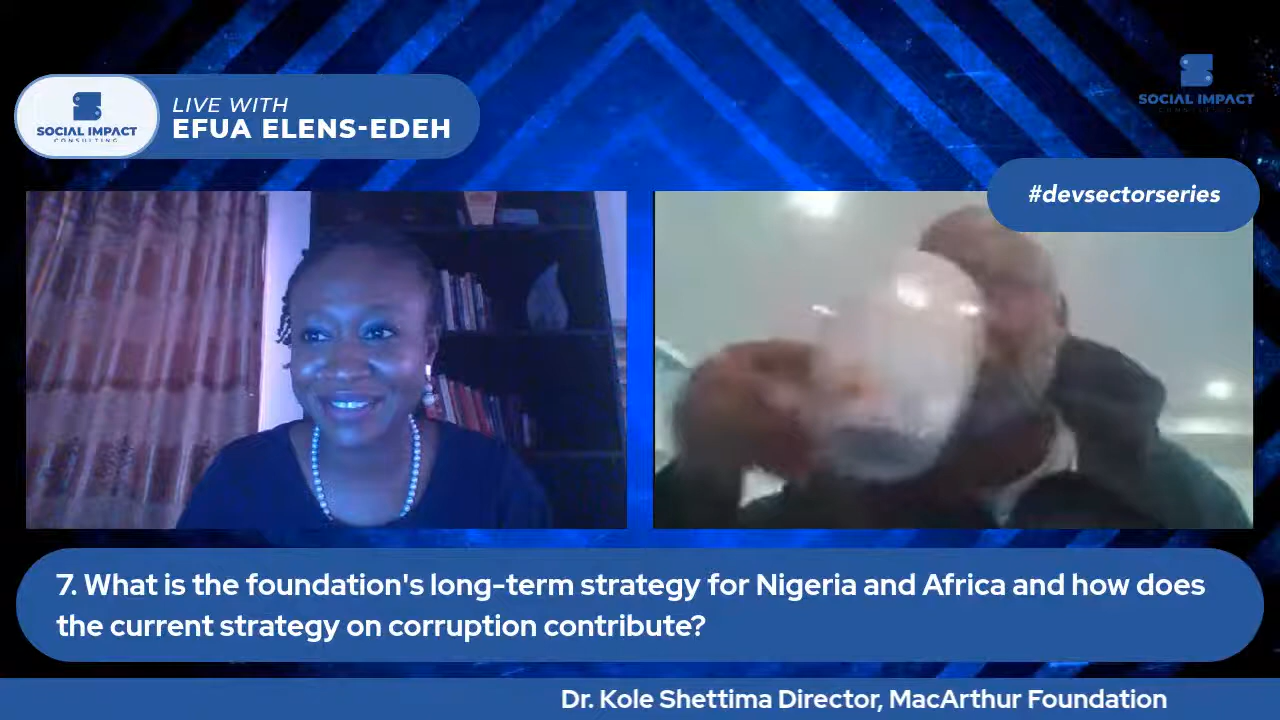 LIVE WITH
EFUA ELENS-EDEH
SOCIAL IMPACT
CONSULTING
SOCIAL IMPACT
#devsectorseries
7. What is the foundation's long-term strategy for Nigeria and Africa and how does
the current strategy on corruption contribute?
Dr. Kole Shettima Director, MacArthur Foundation